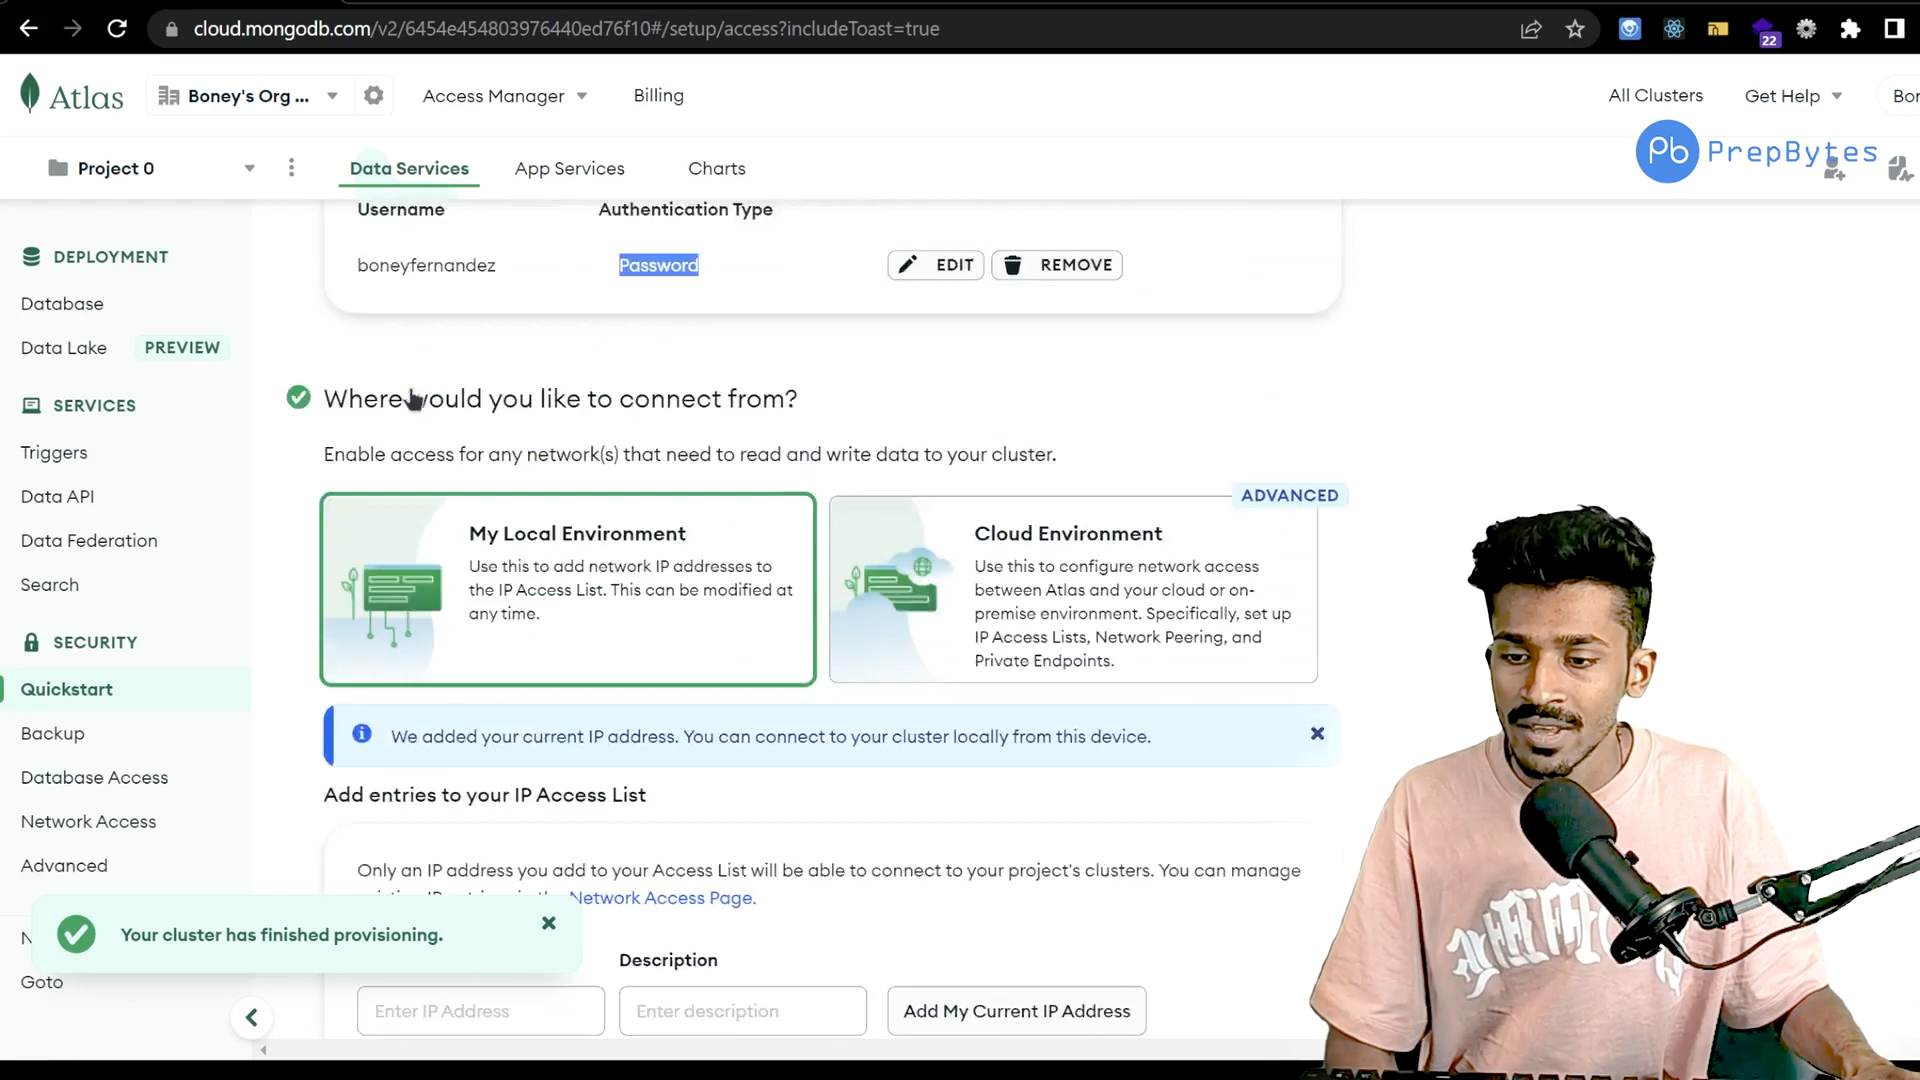 cloud.mongodb.com/v2/6454e454803976440ed76f10#/setup/access?includeToast=true
22
Atlas
Boney's Org ...
Access Manager
Billing
All Clusters
Get Help
Bor
Project 0
Data Services
App Services
Charts
Pb PrepBytes
DEPLOYMENT
Database
Data Lake
PREVIEW
SERVICES
Triggers
Data API
Data Federation
Search
SECURITY
Quickstart
Backup
Database Access
Network Access
Advanced
N
Goto
Username
Authentication Type
boneyfernandez
Password
EDIT
REMOVE
Where would you like to connect from?
Enable access for any network(s) that need to read and write data to your cluster.
My Local Environment
Use this to add network IP addresses to
the IP Access List. This can be modified at
any time.
ADVANCED
Cloud Environment
Use this to configure network access
between Atlas and your cloud or on-
premise environment. Specifically, set up
IP Access Lists, Network Peering, and
Private Endpoints.
We added your current IP address. You can connect to your cluster locally from this device.
Add entries to your IP Access List
Only an IP address you add to your Access List will be able to connect to your project's clusters. You can manage
Network Access Page.
Your cluster has finished provisioning.
Description
Enter IP Address
Enter description
Add My Current IP Address